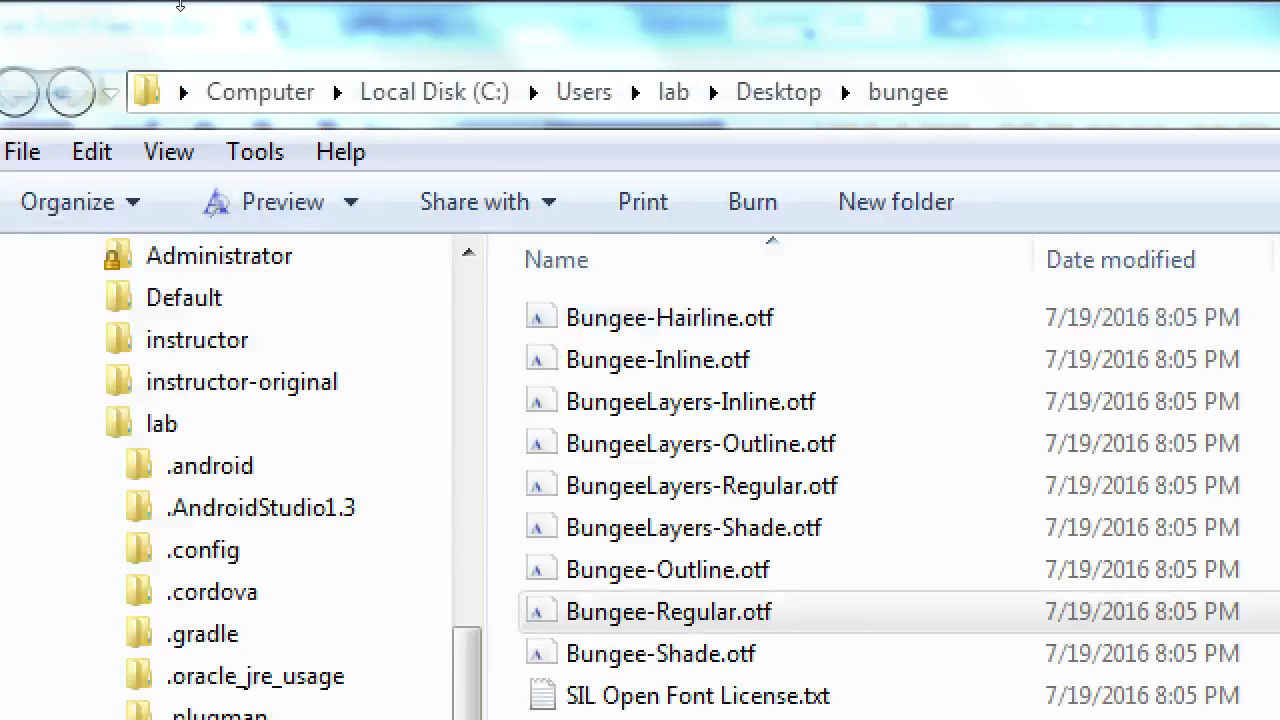 Computer Local Disk (C:) Users lab Desktop bungee
File Edit View Tools Help
Organize Preview Share with Print Burn New folder
Name Date modified
Administrator
Default
instructor
instructor-original
lab
.android
.AndroidStudio1.3
.config
.cordova
.gradle
.oracle_jre_usage
.plugman
Bungee-Hairline.otf 7/19/2016 8:05 PM
Bungee-Inline.otf 7/19/2016 8:05 PM
BungeeLayers-Inline.otf 7/19/2016 8:05 PM
BungeeLayers-Outline.otf 7/19/2016 8:05 PM
BungeeLayers-Regular.otf 7/19/2016 8:05 PM
BungeeLayers-Shade.otf 7/19/2016 8:05 PM
Bungee-Outline.otf 7/19/2016 8:05 PM
Bungee-Regular.otf 7/19/2016 8:05 PM
Bungee-Shade.otf 7/19/2016 8:05 PM
SIL Open Font License.txt 7/19/2016 8:05 PM